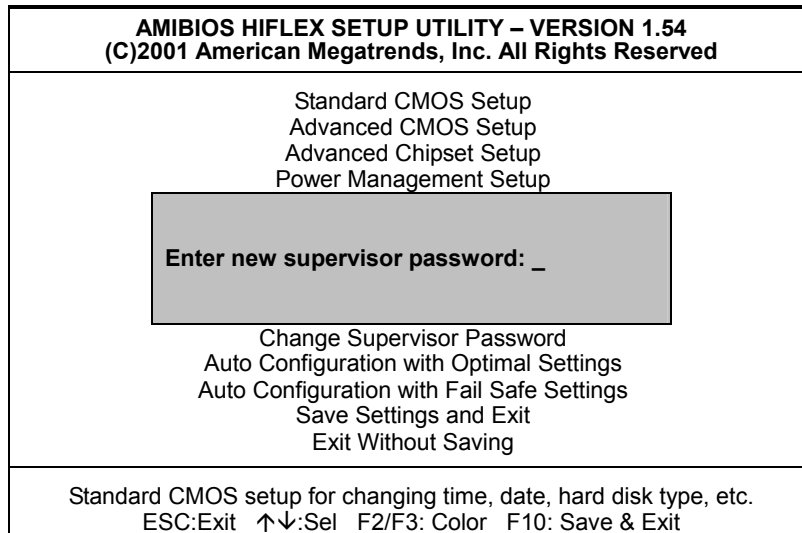 AMIBIOS HIFLEX SETUP UTILITY – VERSION 1.54
(C)2001 American Megatrends, Inc. All Rights Reserved
Standard CMOS Setup
Advanced CMOS Setup
Advanced Chipset Setup
Power Management Setup
Enter new supervisor password: _
Change Supervisor Password
Auto Configuration with Optimal Settings
Auto Configuration with Fail Safe Settings
Save Settings and Exit
Exit Without Saving
Standard CMOS setup for changing time, date, hard disk type, etc.
ESC:Exit ↑↓:Sel F2/F3: Color F10: Save & Exit